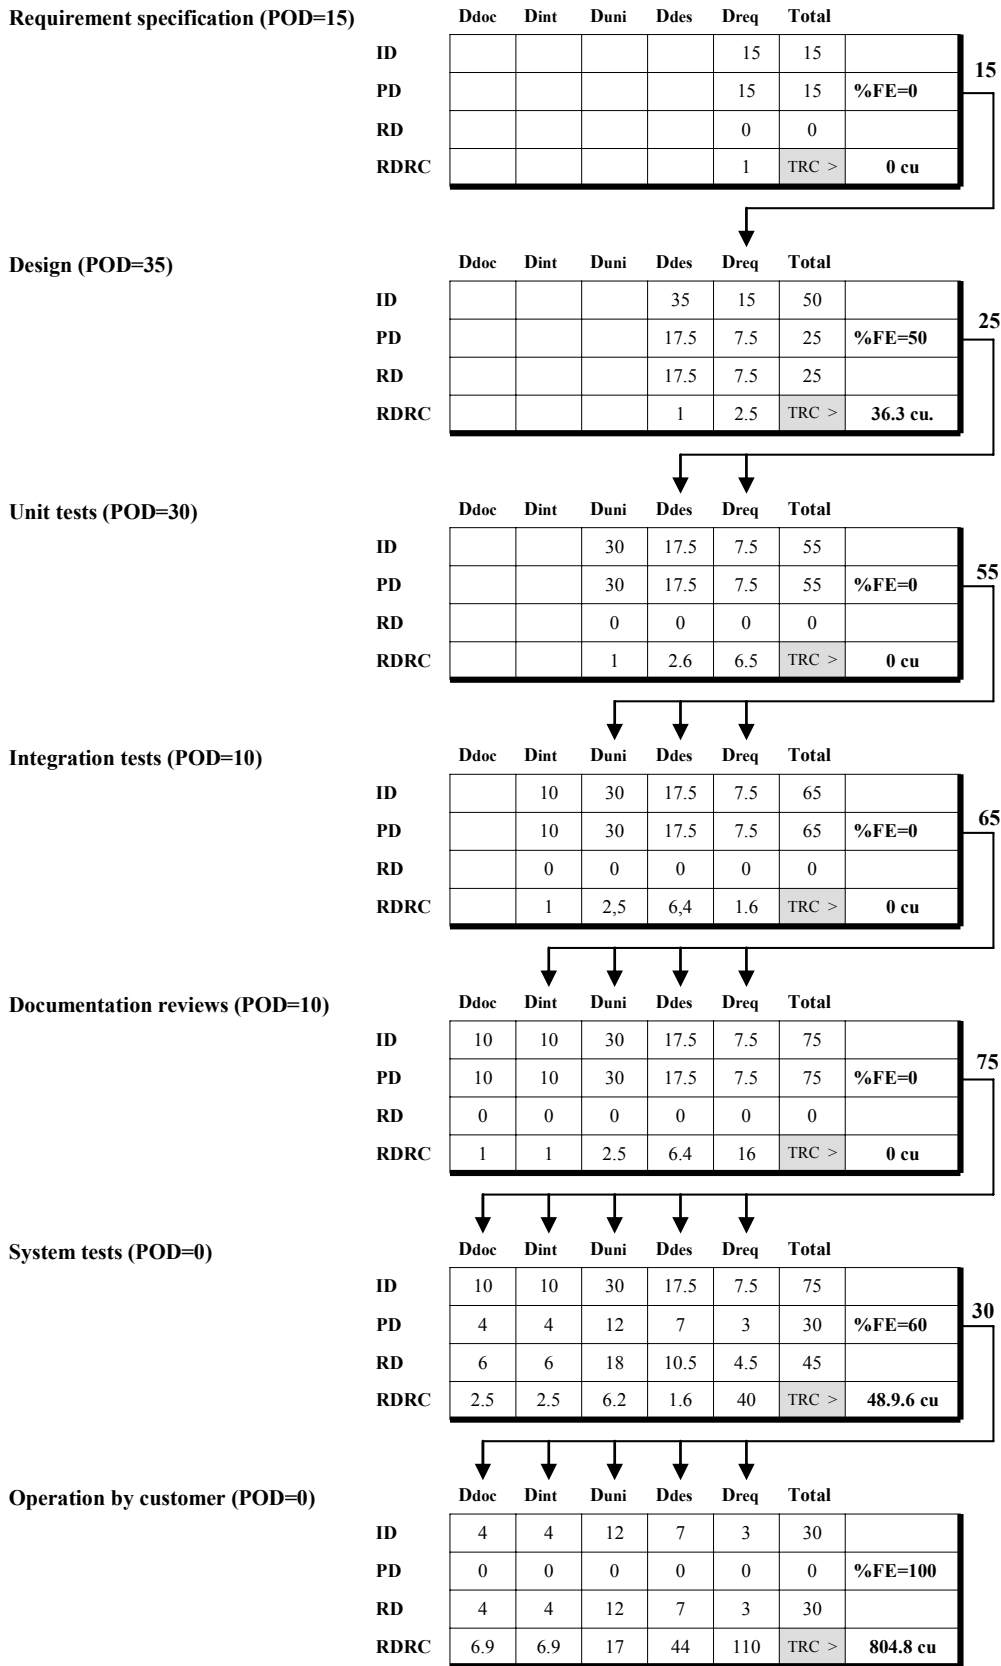 Requirement specification (POD=15) Ddoc Dint Duni Ddes Dreq Total
ID 15 15
15
PD 15 15 %FE=0
RD 0 0
RDRC 1 TRC > 0 cu
Design (POD=35) Ddoc Dint Duni Ddes Dreq Total
ID 35 15 50
25
PD 17.5 7.5 25 %FE=50
RD 17.5 7.5 25
RDRC 1 2.5 TRC > 36.3 cu.
Unit tests (POD=30) Ddoc Dint Duni Ddes Dreq Total
ID 30 17.5 7.5 55
55
PD 30 17.5 7.5 55 %FE=0
RD 0 0 0 0
RDRC 1 2.6 6.5 TRC > 0 cu
Integration tests (POD=10) Ddoc Dint Duni Ddes Dreq Total
ID 10 30 17.5 7.5 65
65
PD 10 30 17.5 7.5 65 %FE=0
RD 0 0 0 0 0
RDRC 1 2,5 6,4 1.6 TRC > 0 cu
Documentation reviews (POD=10) Ddoc Dint Duni Ddes Dreq Total
ID 10 10 30 17.5 7.5 75
75
PD 10 10 30 17.5 7.5 75 %FE=0
RD 0 0 0 0 0 0
RDRC 1 1 2.5 6.4 16 TRC > 0 cu
System tests (POD=0) Ddoc Dint Duni Ddes Dreq Total
ID 10 10 30 17.5 7.5 75
30
PD 4 4 12 7 3 30 %FE=60
RD 6 6 18 10.5 4.5 45
RDRC 2.5 2.5 6.2 1.6 40 TRC > 48.9.6 cu
Operation by customer (POD=0) Ddoc Dint Duni Ddes Dreq Total
ID 4 4 12 7 3 30
PD 0 0 0 0 0 0 %FE=100
RD 4 4 12 7 3 30
RDRC 6.9 6.9 17 44 110 TRC > 804.8 cu